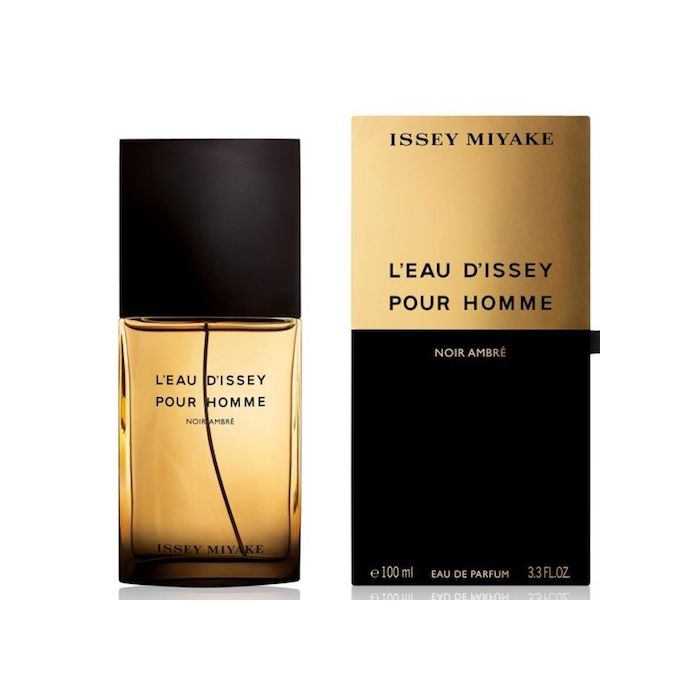 L'EAU D'ISSEY
POUR HOMME
NOIR AMBRÉ
ISSEY MIYAKE
ISSEY MIYAKE
L'EAU D'ISSEY
POUR HOMME
NOIR AMBRÉ
e 100 ml EAU DE PARFUM 3.3 FL.OZ.